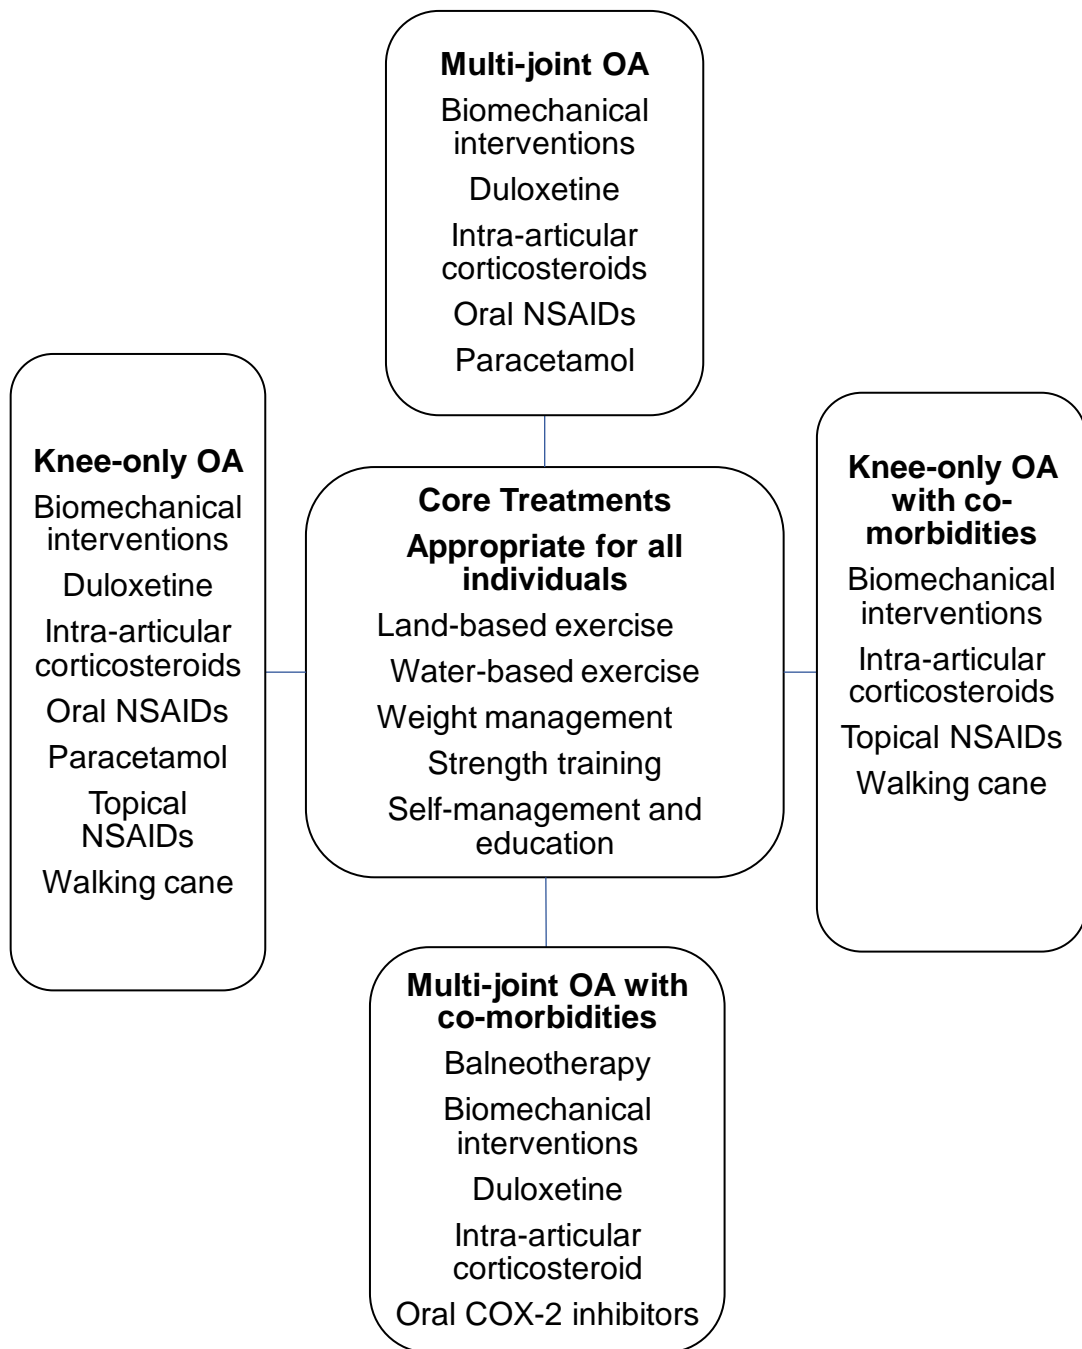 Multi-joint OA
Biomechanical
interventions
Duloxetine
Intra-articular
corticosteroids
Oral NSAIDs
Paracetamol
Knee-only OA
Biomechanical
interventions
Duloxetine
Intra-articular
corticosteroids
Oral NSAIDs
Paracetamol
Topical
NSAIDs
Walking cane
Core Treatments
Appropriate for all
individuals
Land-based exercise
Water-based exercise
Weight management
Strength training
Self-management and
education
Knee-only OA
with co-
morbidities
Biomechanical
interventions
Intra-articular
corticosteroids
Topical NSAIDs
Walking cane
Multi-joint OA with
co-morbidities
Balneotherapy
Biomechanical
interventions
Duloxetine
Intra-articular
corticosteroid
Oral COX-2 inhibitors